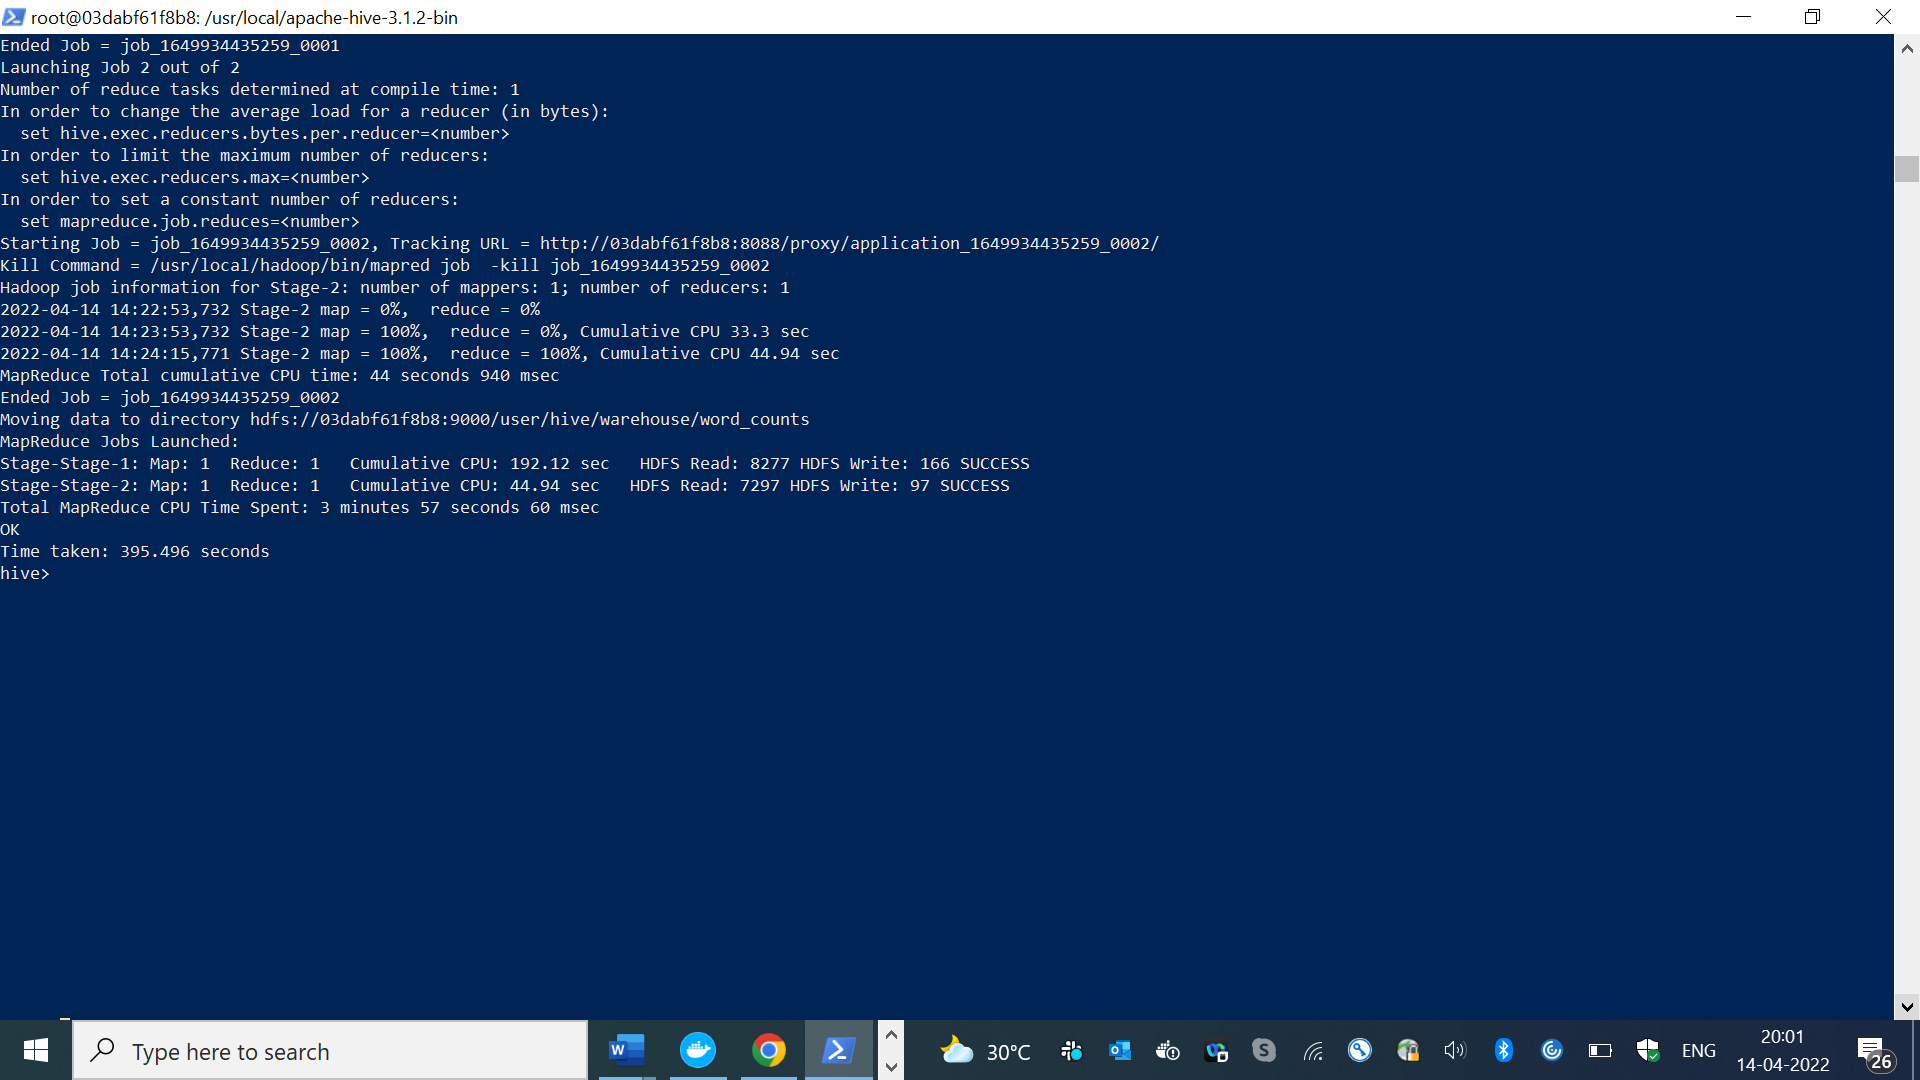 root@03dabf61f8b8: /usr/local/apache-hive-3.1.2-bin
Ended Job = job_1649934435259_0001
Launching Job 2 out of 2
Number of reduce tasks determined at compile time: 1
In order to change the average load for a reducer (in bytes):
  set hive.exec.reducers.bytes.per.reducer=<number>
In order to limit the maximum number of reducers:
  set hive.exec.reducers.max=<number>
In order to set a constant number of reducers:
  set mapreduce.job.reduces=<number>
Starting Job = job_1649934435259_0002, Tracking URL = http://03dabf61f8b8:8088/proxy/application_1649934435259_0002/
Kill Command = /usr/local/hadoop/bin/mapred job  -kill job_1649934435259_0002
Hadoop job information for Stage-2: number of mappers: 1; number of reducers: 1
2022-04-14 14:22:53,732 Stage-2 map = 0%,  reduce = 0%
2022-04-14 14:23:53,732 Stage-2 map = 100%,  reduce = 0%, Cumulative CPU 33.3 sec
2022-04-14 14:24:15,771 Stage-2 map = 100%,  reduce = 100%, Cumulative CPU 44.94 sec
MapReduce Total cumulative CPU time: 44 seconds 940 msec
Ended Job = job_1649934435259_0002
Moving data to directory hdfs://03dabf61f8b8:9000/user/hive/warehouse/word_counts
MapReduce Jobs Launched:
Stage-Stage-1: Map: 1  Reduce: 1   Cumulative CPU: 192.12 sec   HDFS Read: 8277 HDFS Write: 166 SUCCESS
Stage-Stage-2: Map: 1  Reduce: 1   Cumulative CPU: 44.94 sec   HDFS Read: 7297 HDFS Write: 97 SUCCESS
Total MapReduce CPU Time Spent: 3 minutes 57 seconds 60 msec
OK
Time taken: 395.496 seconds
hive>
Type here to search
30°C
ENG
20:01
14-04-2022
26